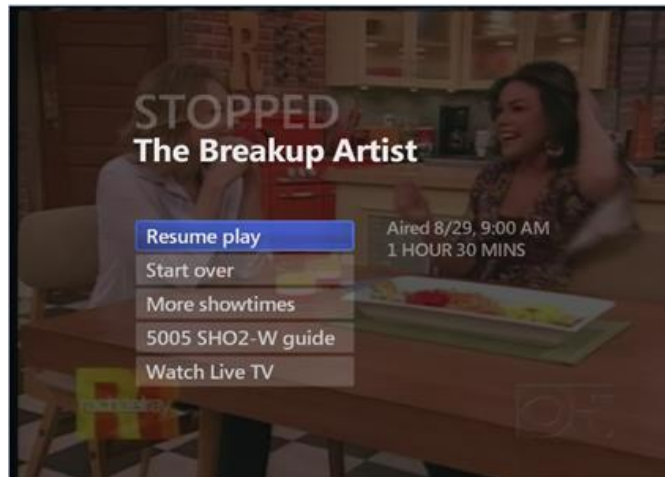 R
STOPPED
The Breakup Artist
Resume play
Aired 8/29, 9:00 AM
1 HOUR 30 MINS
Start over
More showtimes
5005 SHO2-W guide
Watch Live TV
R